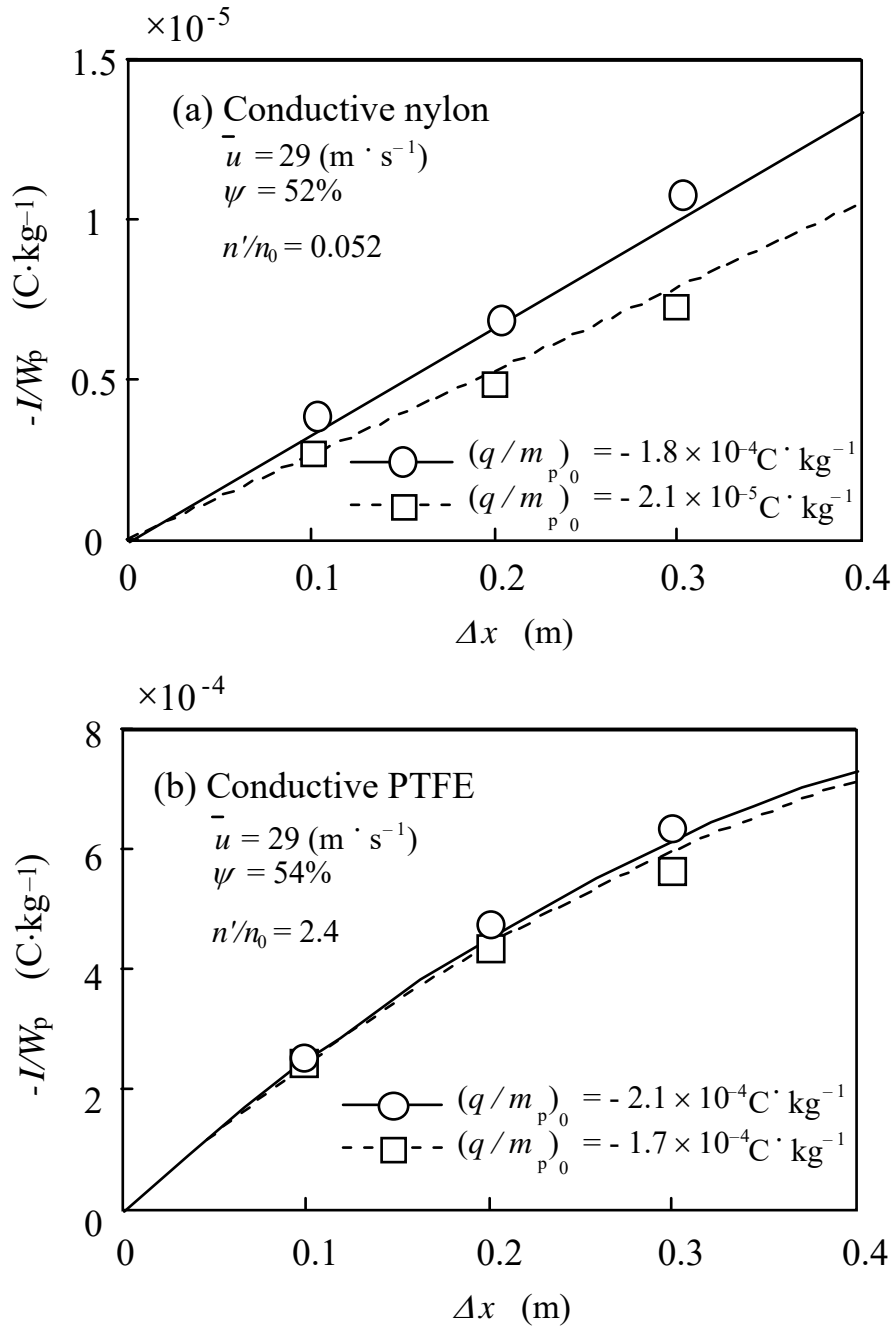 ×10⁻⁵
1.5
(a) Conductive nylon
u̅ = 29 (m · s⁻¹)
ψ = 52%
n'/n₀ = 0.052
1
0.5
0
-I/Wₚ (C·kg⁻¹)
(q / m ₚ)₀ = - 1.8 × 10⁻⁴C · kg⁻¹
(q / m ₚ)₀ = - 2.1 × 10⁻⁵C · kg⁻¹
0 0.1 0.2 0.3 0.4
Δx (m)
×10⁻⁴
8
(b) Conductive PTFE
u̅ = 29 (m · s⁻¹)
ψ = 54%
n'/n₀ = 2.4
6
4
2
0
-I/Wₚ (C·kg⁻¹)
(q / m ₚ)₀ = - 2.1 × 10⁻⁴C · kg⁻¹
(q / m ₚ)₀ = - 1.7 × 10⁻⁴C · kg⁻¹
0 0.1 0.2 0.3 0.4
Δx (m)